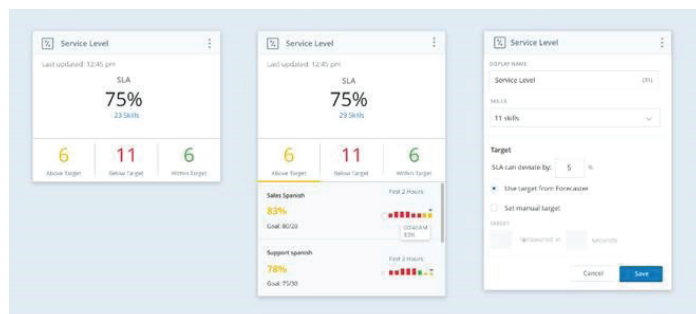 Service Level
Last updated: 12:45 pm
SLA
75%
23 Skills
6
11
6
Above Target
Below Target
Within Target
Service Level
Last updated: 12:45 pm
SLA
75%
29 Skills
6
11
6
Above Target
Below Target
Within Target
Sales Spanish
Past 2 Hours
83%
Goal: 80/20
Support spanish
Past 2 Hours
78%
Goal: 75/30
Service Level
DISPLAY NAME
Service Level
SKILLS
11 skills
Target
SLA can deviate by: 5 %
Use target from Forecaster
Set manual target
TARGET
Cancel
Save